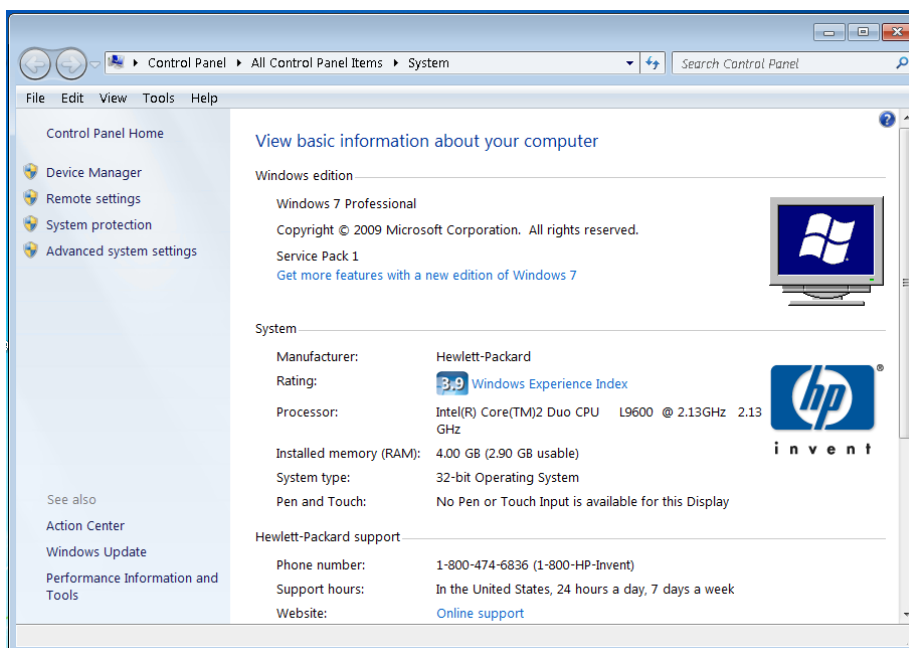 Control Panel ▸ All Control Panel Items ▸ System
Search Control Panel
File Edit View Tools Help
Control Panel Home
Device Manager
Remote settings
System protection
Advanced system settings
See also
Action Center
Windows Update
Performance Information and
Tools
View basic information about your computer
Windows edition
Windows 7 Professional
Copyright © 2009 Microsoft Corporation. All rights reserved.
Service Pack 1
Get more features with a new edition of Windows 7
System
Manufacturer: Hewlett-Packard
Rating: 3,9 Windows Experience Index
Processor: Intel(R) Core(TM)2 Duo CPU L9600 @ 2.13GHz 2.13
GHz
Installed memory (RAM): 4.00 GB (2.90 GB usable)
System type: 32-bit Operating System
Pen and Touch: No Pen or Touch Input is available for this Display
hp®
invent
Hewlett-Packard support
Phone number: 1-800-474-6836 (1-800-HP-Invent)
Support hours: In the United States, 24 hours a day, 7 days a week
Website: Online support